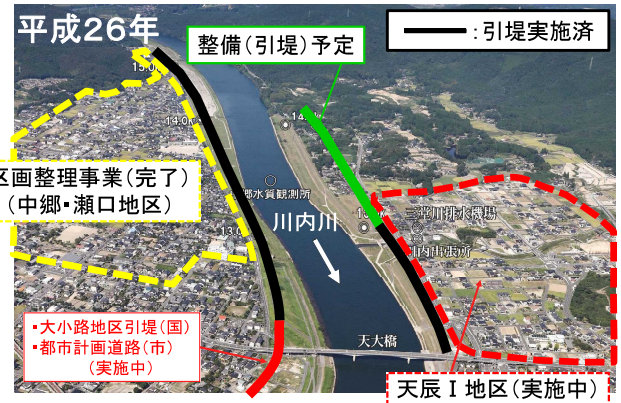 平成26年
整備(引堤)予定
:引堤実施済
15.0k
14.0k
14.
区画整理事業(完了)
(中郷・瀬口地区)
郷水質観測所
川内川
三堂川排水機場
川内出張所
13.0
13.0k
・大小路地区引堤(国)
・都市計画道路(市)
(実施中)
天大橋
天辰Ⅰ地区(実施中)